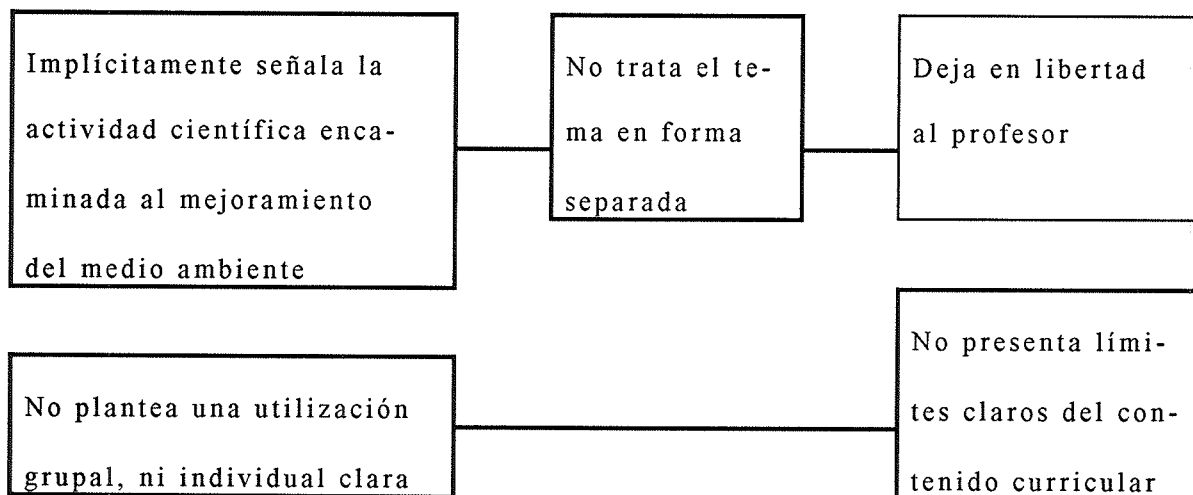 Implícitamente señala la
actividad científica enca-
minada al mejoramiento
del medio ambiente
No trata el te-
ma en forma
separada
Deja en libertad
al profesor
No plantea una utilización
grupal, ni individual clara
No presenta lími-
tes claros del con-
tenido curricular